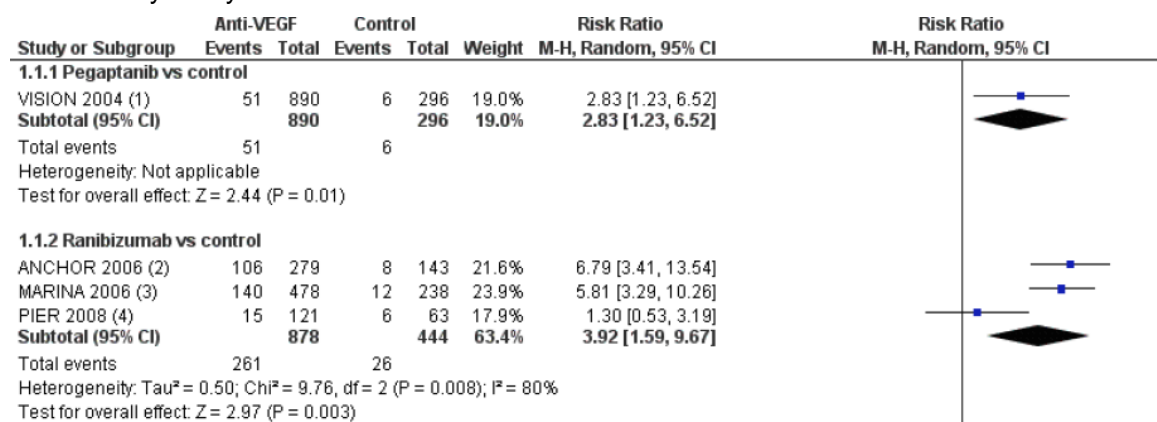 Anti-VEGF Control Risk Ratio Risk Ratio
Study or Subgroup Events Total Events Total Weight M-H, Random, 95% CI M-H, Random, 95% CI
1.1.1 Pegaptanib vs control
VISION 2004 (1) 51 890 6 296 19.0% 2.83 [1.23, 6.52]
Subtotal (95% CI) 890 296 19.0% 2.83 [1.23, 6.52]
Total events 51 6
Heterogeneity: Not applicable
Test for overall effect: Z = 2.44 (P = 0.01)
1.1.2 Ranibizumab vs control
ANCHOR 2006 (2) 106 279 8 143 21.6% 6.79 [3.41, 13.54]
MARINA 2006 (3) 140 478 12 238 23.9% 5.81 [3.29, 10.26]
PIER 2008 (4) 15 121 6 63 17.9% 1.30 [0.53, 3.19]
Subtotal (95% CI) 878 444 63.4% 3.92 [1.59, 9.67]
Total events 261 26
Heterogeneity: Tau² = 0.50; Chi² = 9.76, df = 2 (P = 0.008); I² = 80%
Test for overall effect: Z = 2.97 (P = 0.003)